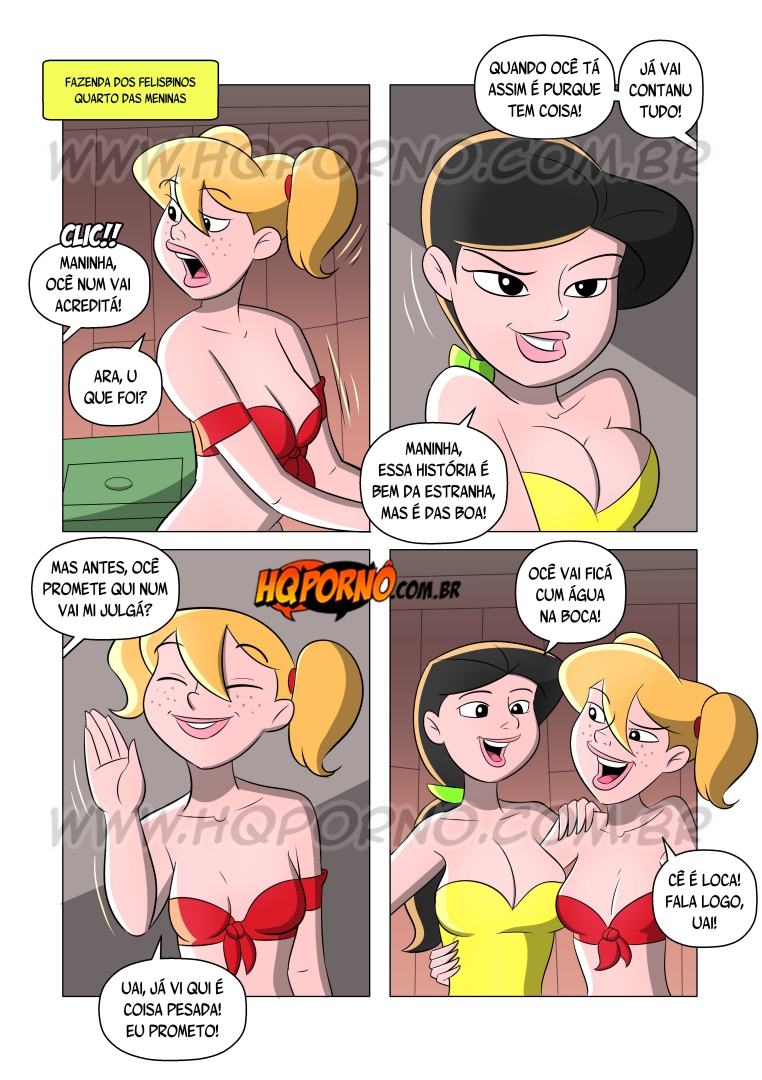 FAZENDA DOS FELISBINOS
QUARTO DAS MENINAS
WWW.HQPORNO.COM.BR
CLIC!!
MANINHA,
OCÊ NUM VAI
ACREDITÁ!
ARA, U
QUE FOI?
QUANDO OCÊ TÁ
ASSIM É PURQUE
TEM COISA!
JÁ VAI
CONTANU
TUDO!
MANINHA,
ESSA HISTÓRIA É
BEM DA ESTRANHA,
MAS É DAS BOA!
MAS ANTES, OCÊ
PROMETE QUI NUM
VAI MI JULGÁ?
HQPORNÔ.COM.BR
UAI, JÁ VI QUI É
COISA PESADA!
EU PROMETO!
OCÊ VAI FICÁ
CUM ÁGUA
NA BOCA!
WWW.HQPORNO.COM.BR
CÊ É LOCA!
FALA LOGO,
UAI!